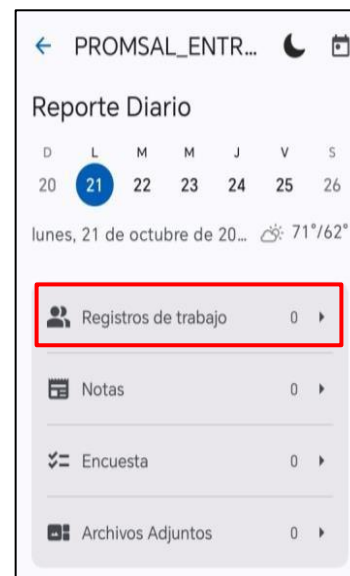 PROMSAL_ENTR...
Reporte Diario
D L M M J V S
20 21 22 23 24 25 26
lunes, 21 de octubre de 20... 71°/62°
Registros de trabajo 0
Notas 0
Encuesta 0
Archivos Adjuntos 0